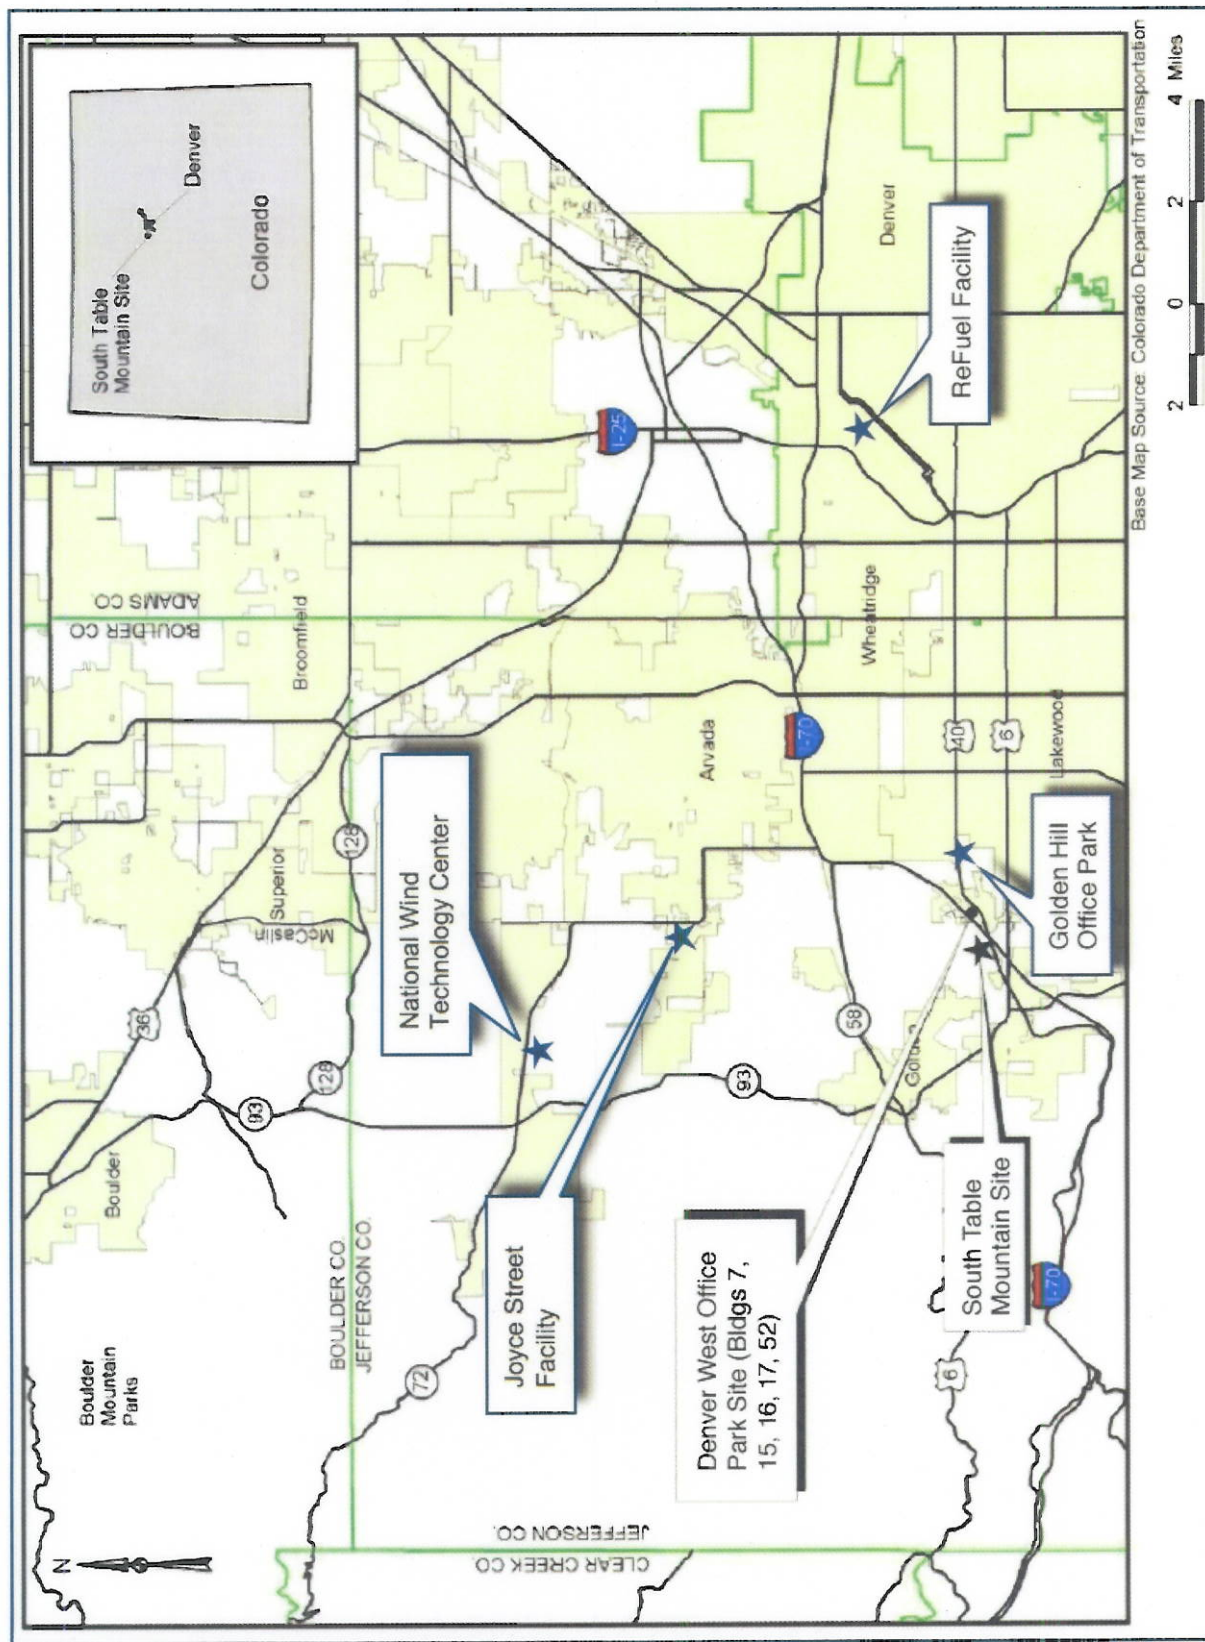 N
Boulder
Mountain
Parks
Boulder
36
93
128
McCaslin
Superior
128
Broomfield
BOULDER CO.
ADAMS CO.
South Table
Mountain Site
Denver
Colorado
BOULDER CO.
JEFFERSON CO.
72
National Wind
Technology Center
I-25
Joyce Street
Facility
CLEAR CREEK CO.
JEFFERSON CO.
93
Arvada
I-70
58
Wheatridge
Denver
Denver West Office
Park Site (Bldgs 7,
15, 16, 17, 52)
ReFuel Facility
40
6
6
Lakewood
South Table
Mountain Site
I-70
Golden Hill
Office Park
Base Map Source: Colorado Department of Transportation
2 0 2 4 Miles